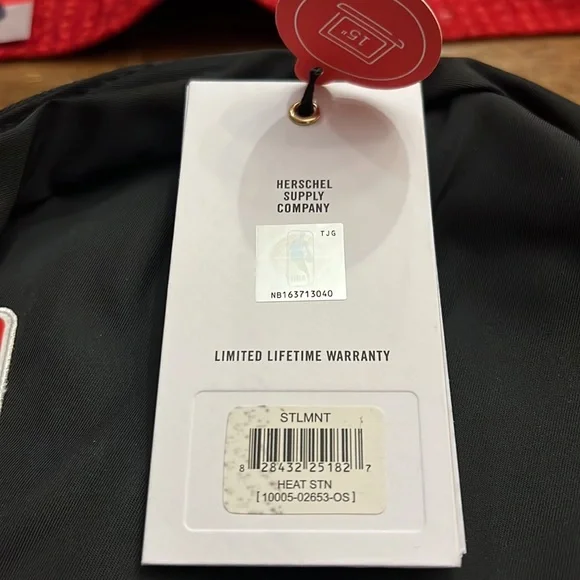 15"
HERSCHEL
SUPPLY
COMPANY
TJG
NB163713040
LIMITED LIFETIME WARRANTY
STLMNT
8 28432 25182 7
HEAT STN
[10005-02653-OS]